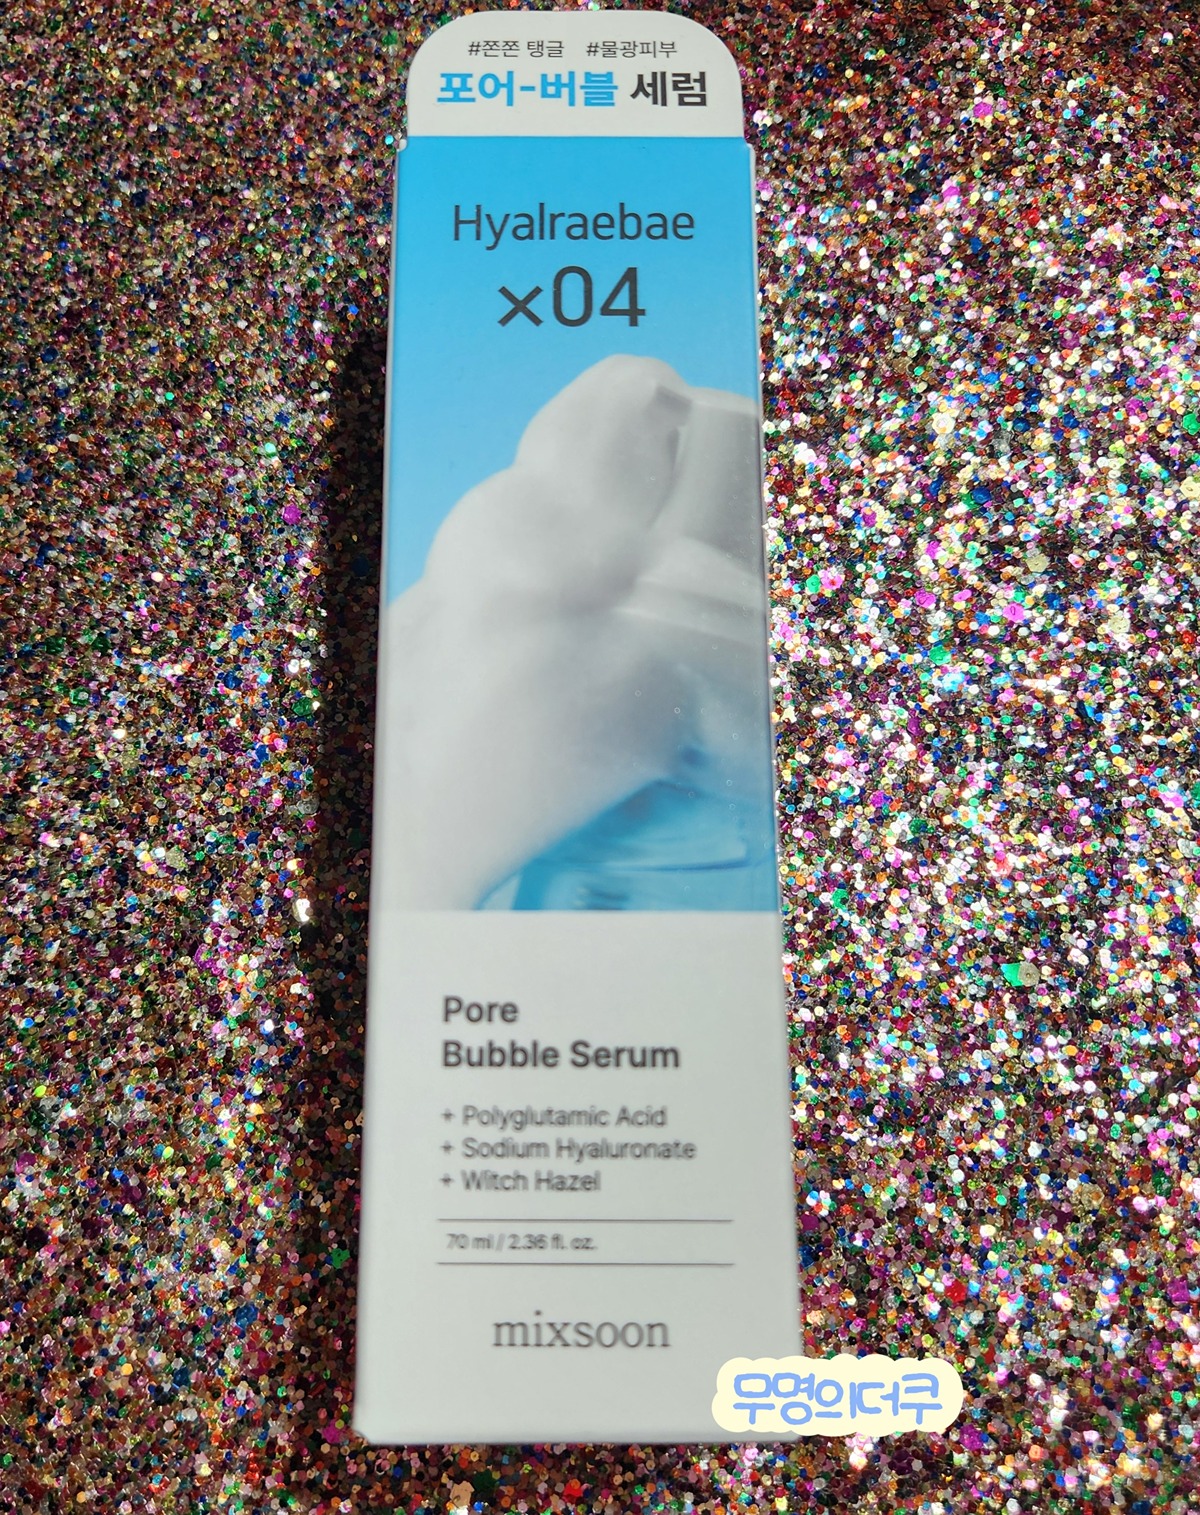 #쫀쫀 탱글 #물광피부
포어-버블 세럼
Hyalraebae
×04
Pore
Bubble Serum
+ Polyglutamic Acid
+ Sodium Hyaluronate
+ Witch Hazel
70 ml / 2.36 fl. oz.
mixsoon
무명의더쿠